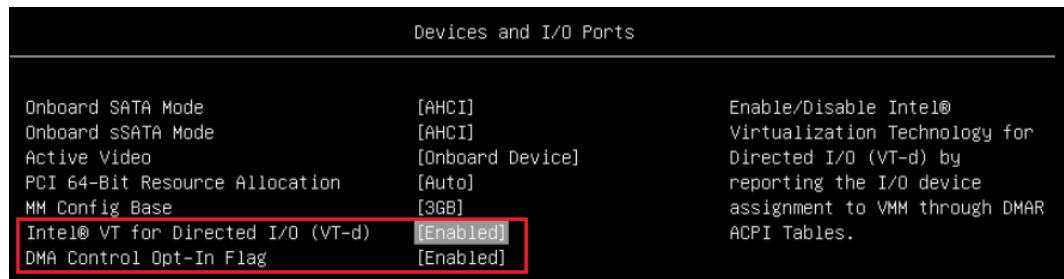 Devices and I/O Ports
Onboard SATA Mode [AHCI]
Onboard sSATA Mode [AHCI]
Active Video [Onboard Device]
PCI 64-Bit Resource Allocation [Auto]
MM Config Base [3GB]
Intel® VT for Directed I/O (VT-d) [Enabled]
DMA Control Opt-In Flag [Enabled]
Enable/Disable Intel®
Virtualization Technology for
Directed I/O (VT-d) by
reporting the I/O device
assignment to VMM through DMAR
ACPI Tables.